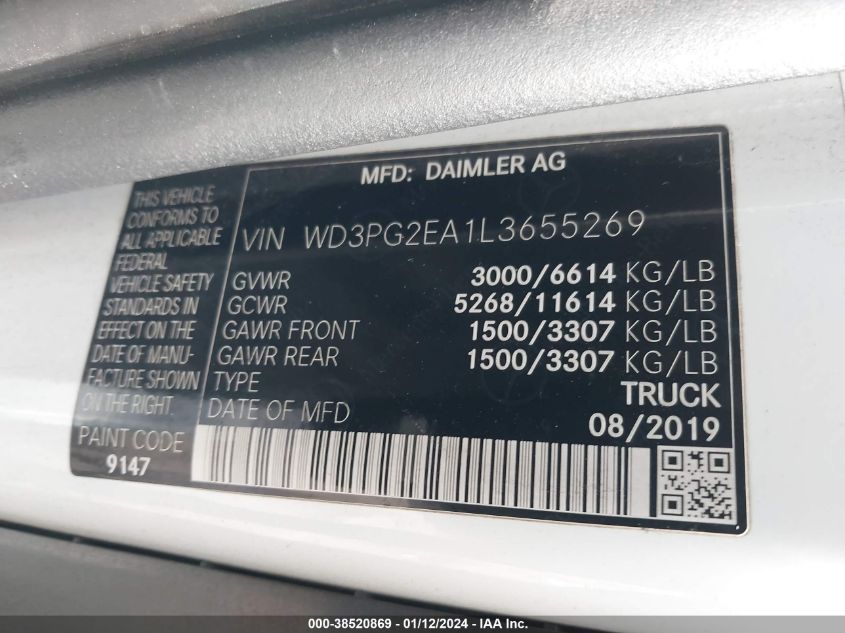 MFD: DAIMLER AG
THIS VEHICLE
CONFORMS TO
ALL APPLICABLE
FEDERAL
VEHICLE SAFETY
STANDARDS IN
EFFECT ON THE
DATE OF MANU-
FACTURE SHOWN
ON THE RIGHT.
PAINT CODE
9147
VIN WD3PG2EA1L3655269
GVWR 3000/6614 KG/LB
GCWR 5268/11614 KG/LB
GAWR FRONT 1500/3307 KG/LB
GAWR REAR 1500/3307 KG/LB
TYPE TRUCK
DATE OF MFD 08/2019
000-38520869 - 01/12/2024 - IAA Inc.